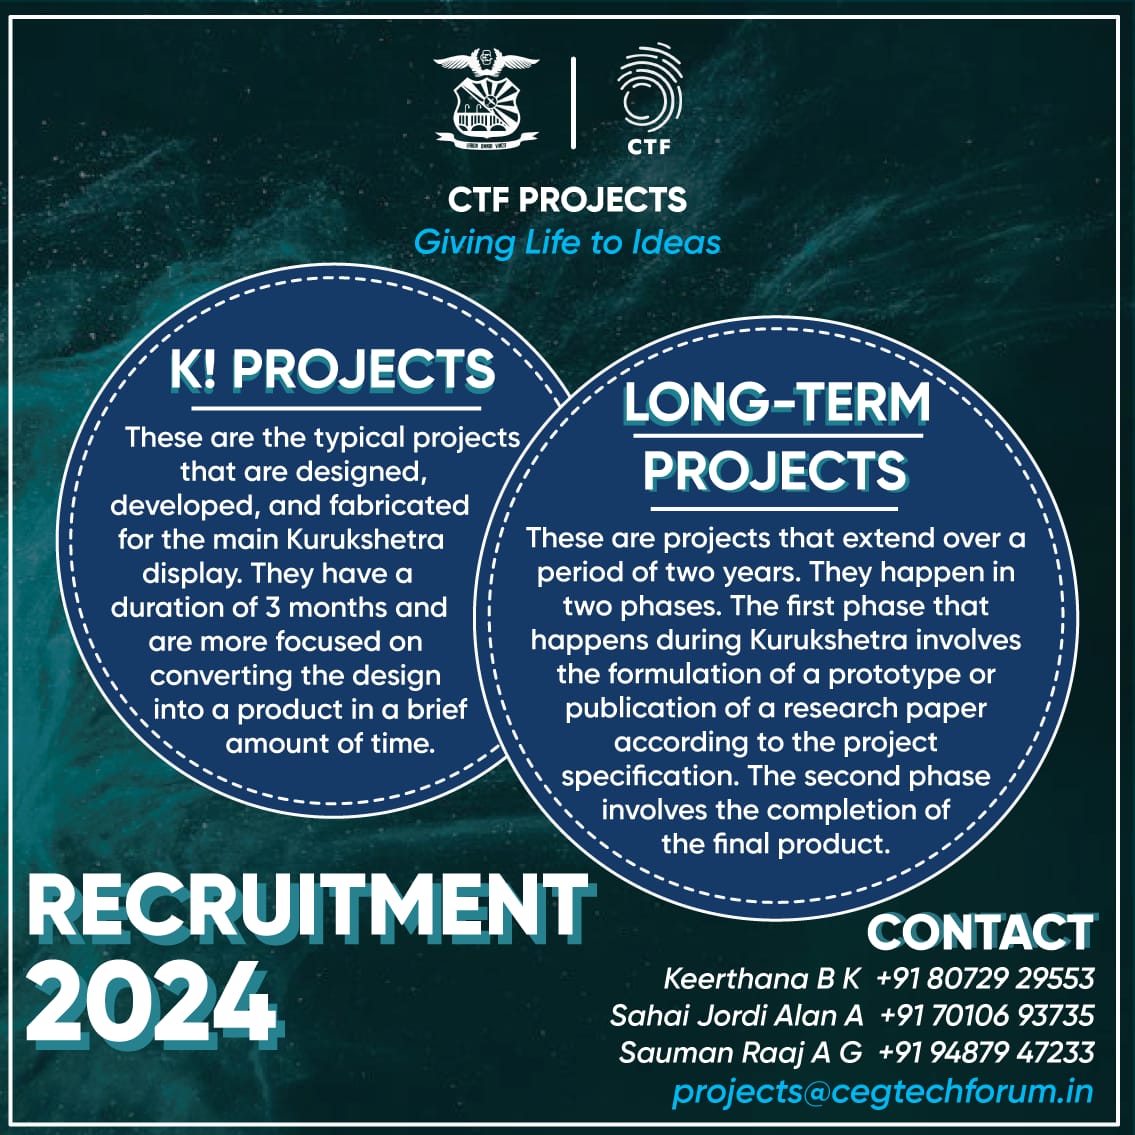 LABOR OMNIA VINCIT
CTF
CTF PROJECTS
Giving Life to Ideas
K! PROJECTS
These are the typical projects
that are designed,
developed, and fabricated
for the main Kurukshetra
display. They have a
duration of 3 months and
are more focused on
converting the design
into a product in a brief
amount of time.
LONG-TERM
PROJECTS
These are projects that extend over a
period of two years. They happen in
two phases. The first phase that
happens during Kurukshetra involves
the formulation of a prototype or
publication of a research paper
according to the project
specification. The second phase
involves the completion of
the final product.
RECRUITMENT
2024
CONTACT
Keerthana B K +91 80729 29553
Sahai Jordi Alan A +91 70106 93735
Sauman Raaj A G +91 94879 47233
projects@cegtechforum.in